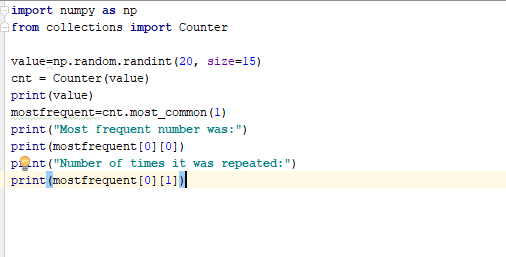 import numpy as np
from collections import Counter
value=np.random.randint(20, size=15)
cnt = Counter(value)
print(value)
mostfrequent=cnt.most_common(1)
print("Most frequent number was:")
print(mostfrequent[0][0])
print("Number of times it was repeated:")
print(mostfrequent[0][1])